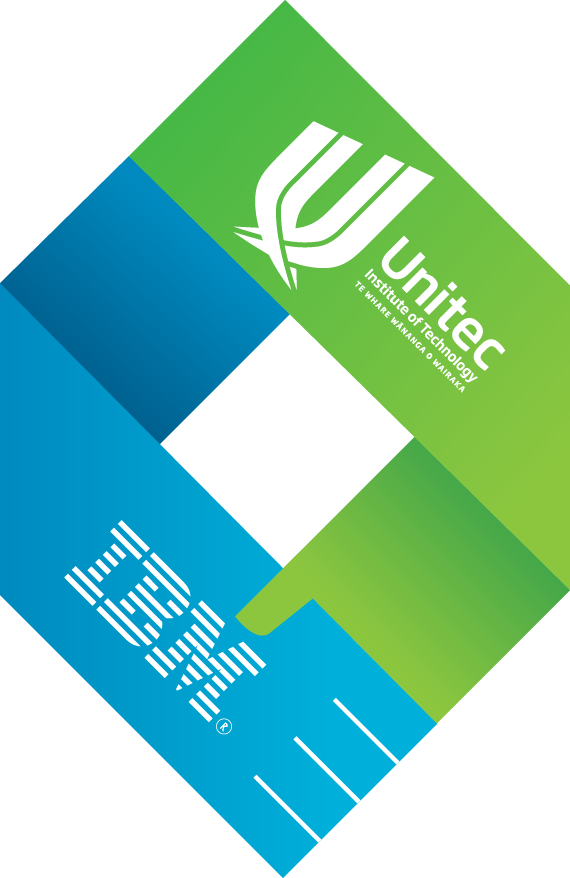 Unitec
Institute of Technology
TE WHARE WĀNANGA O WAIRAKA
IBM®